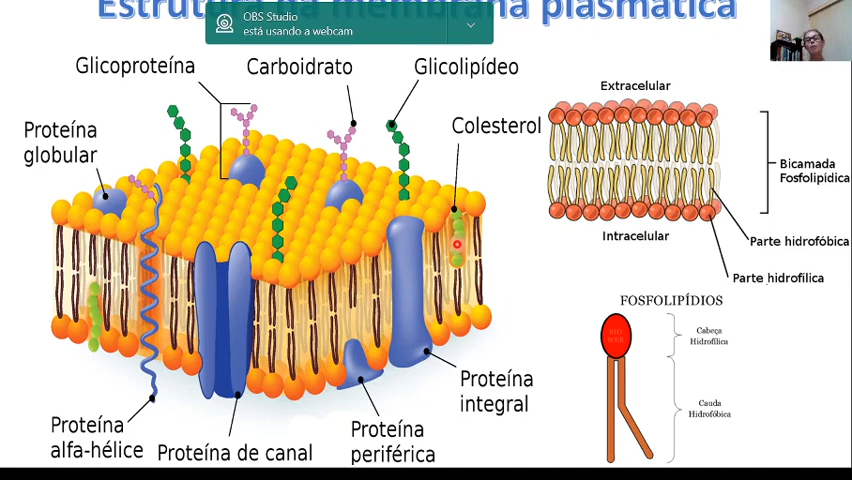 Estrutura da membrana plasmática
OBS Studio
está usando a webcam
Glicoproteína
Carboidrato
Glicolipídeo
Proteína
globular
Colesterol
Extracelular
Bicamada
Fosfolipídica
Intracelular
Parte hidrofóbica
Parte hidrofílica
FOSFOLIPÍDIOS
BIO
WEB
Cabeça
Hidrofílica
Cauda
Hidrofóbica
Proteína
integral
Proteína
alfa-hélice
Proteína de canal
Proteína
periférica